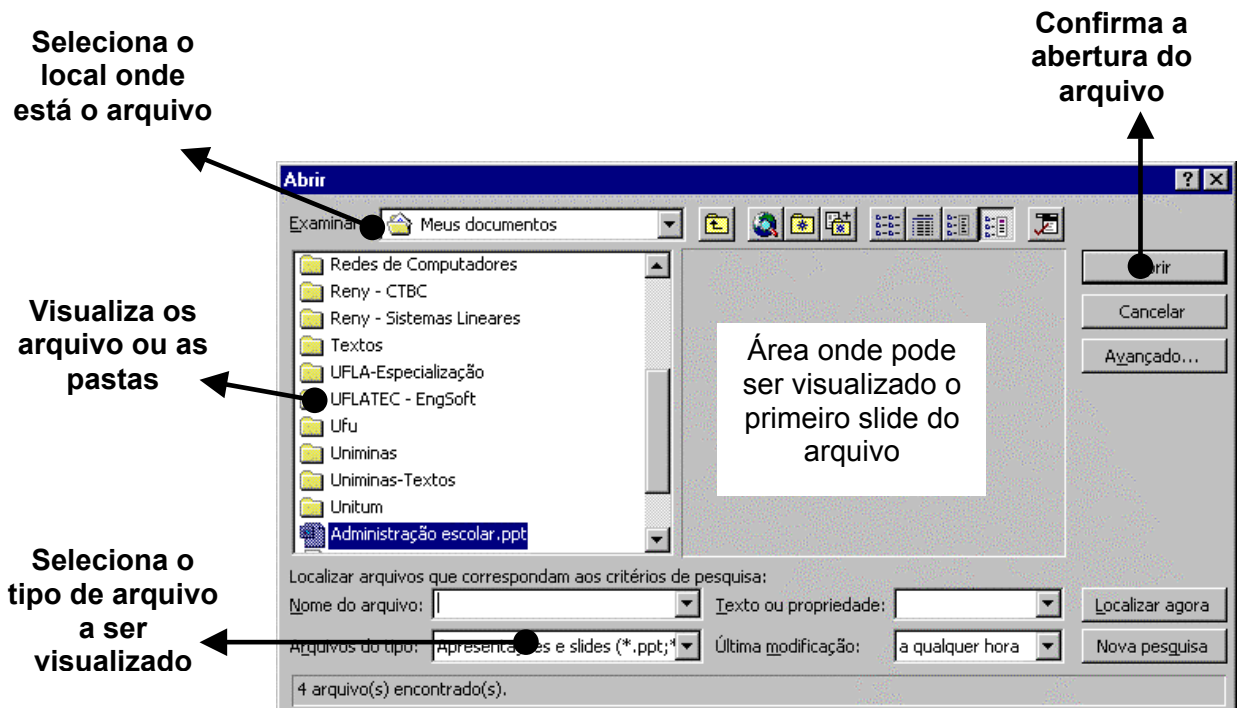 Seleciona o
local onde
está o arquivo
Confirma a
abertura do
arquivo
Abrir
Examinar
Meus documentos
Redes de Computadores
Reny - CTBC
Reny - Sistemas Lineares
Textos
UFLA-Especialização
UFLATEC - EngSoft
Ufu
Uniminas
Uniminas-Textos
Unitum
Administração escolar.ppt
Visualiza os
arquivo ou as
pastas
Área onde pode
ser visualizado o
primeiro slide do
arquivo
Cancelar
Avançado...
Seleciona o
tipo de arquivo
a ser
visualizado
Localizar arquivos que correspondam aos critérios de pesquisa:
Nome do arquivo:
Texto ou propriedade:
Localizar agora
Arquivos do tipo: Apresentações e slides (*.ppt;*
Última modificação: a qualquer hora
Nova pesquisa
4 arquivo(s) encontrado(s).